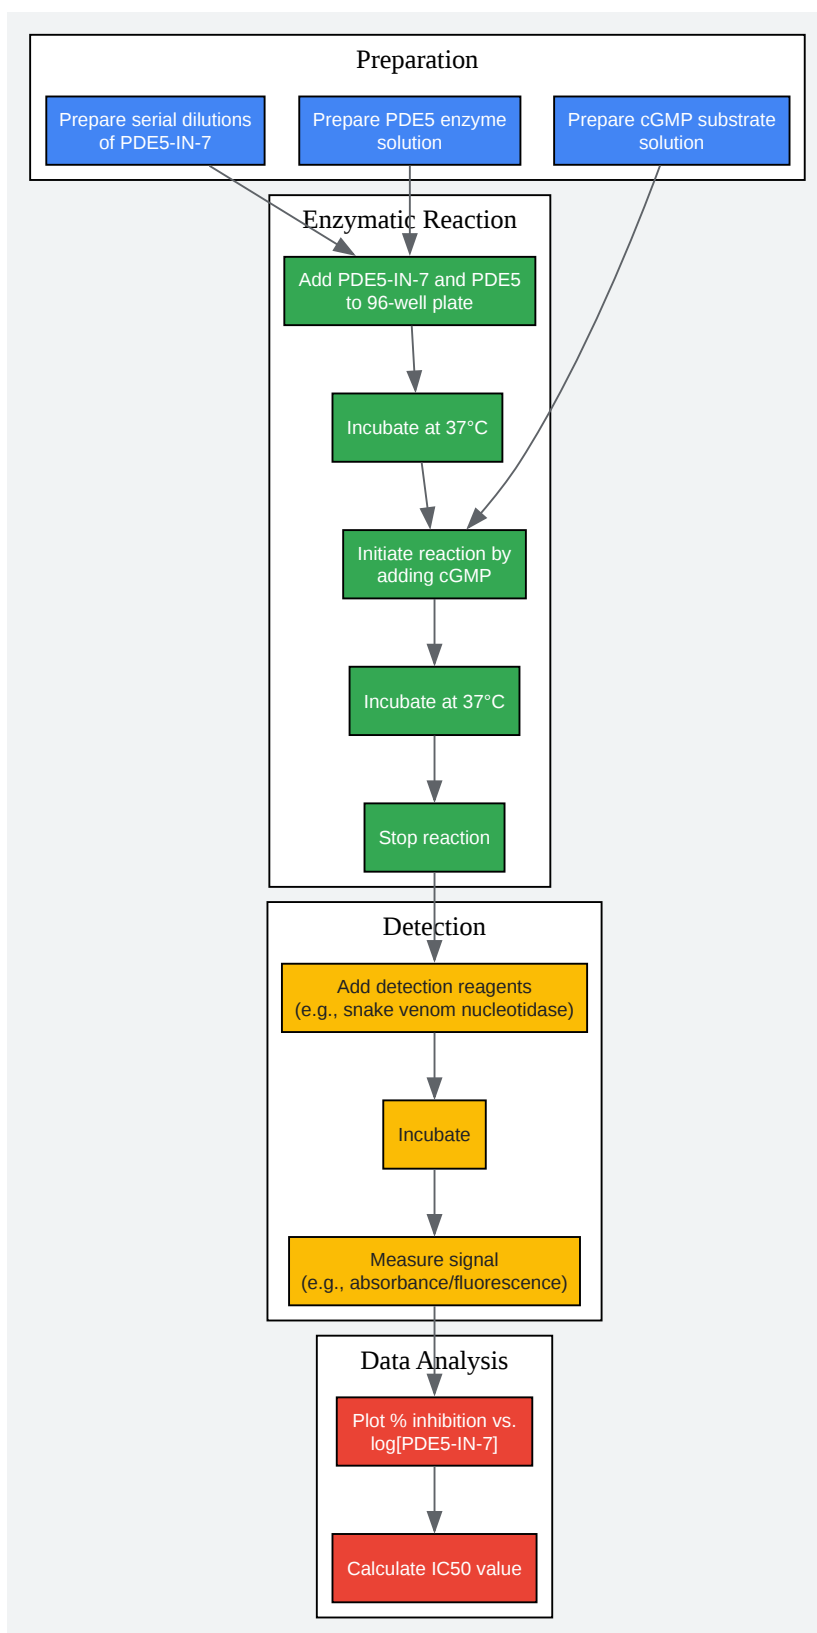 Preparation
Prepare serial dilutions
of PDE5-IN-7
Prepare PDE5 enzyme
solution
Prepare cGMP substrate
solution
Enzymatic Reaction
Add PDE5-IN-7 and PDE5
to 96-well plate
Incubate at 37°C
Initiate reaction by
adding cGMP
Incubate at 37°C
Stop reaction
Detection
Add detection reagents
(e.g., snake venom nucleotidase)
Incubate
Measure signal
(e.g., absorbance/fluorescence)
Data Analysis
Plot % inhibition vs.
log[PDE5-IN-7]
Calculate IC50 value